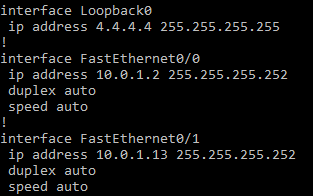 interface Loopback0
 ip address 4.4.4.4 255.255.255.255
!
interface FastEthernet0/0
 ip address 10.0.1.2 255.255.255.252
 duplex auto
 speed auto
!
interface FastEthernet0/1
 ip address 10.0.1.13 255.255.255.252
 duplex auto
 speed auto